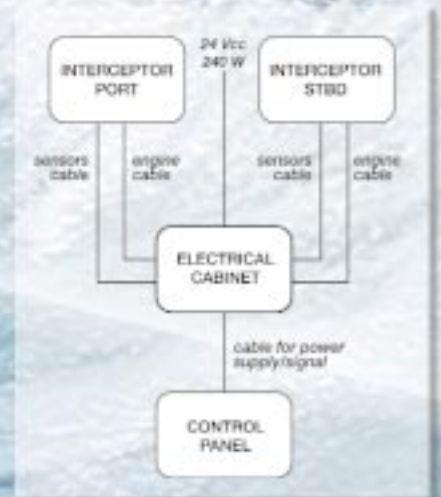 24 Vcc
240 W
INTERCEPTOR
PORT
INTERCEPTOR
STBD
sensors
cable
engine
cable
sensors
cable
engine
cable
ELECTRICAL
CABINET
cable for power
supply/signal
CONTROL
PANEL